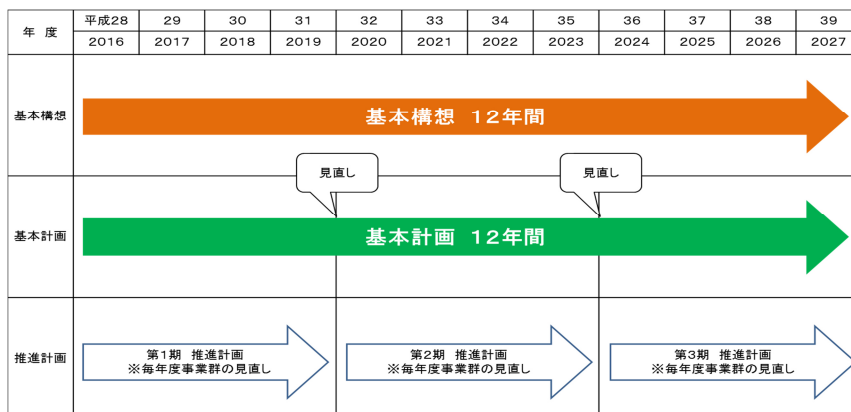 年 度
平成28 29 30 31 32 33 34 35 36 37 38 39
2016 2017 2018 2019 2020 2021 2022 2023 2024 2025 2026 2027
基本構想
基本構想 12年間
見直し
見直し
基本計画
基本計画 12年間
推進計画
第1期 推進計画
※毎年度事業群の見直し
第2期 推進計画
※毎年度事業群の見直し
第3期 推進計画
※毎年度事業群の見直し